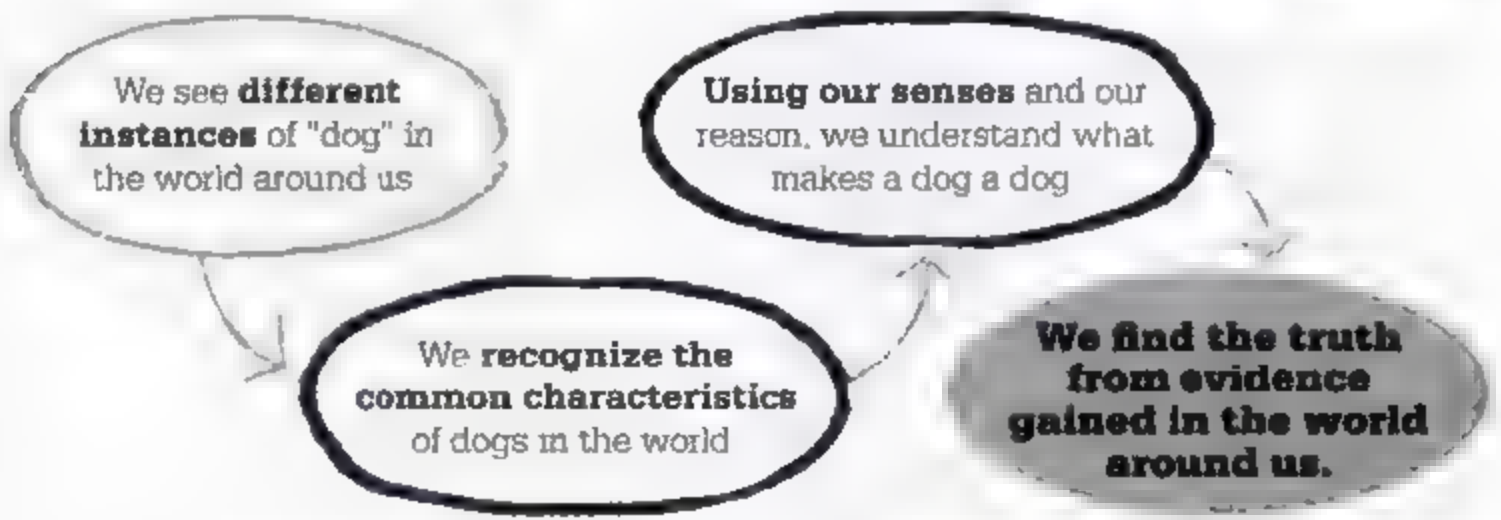 We see different
instances of "dog" in
the world around us
We recognize the
common characteristics
of dogs in the world
Using our senses and our
reason, we understand what
makes a dog a dog
We find the truth
from evidence
gained in the world
around us.